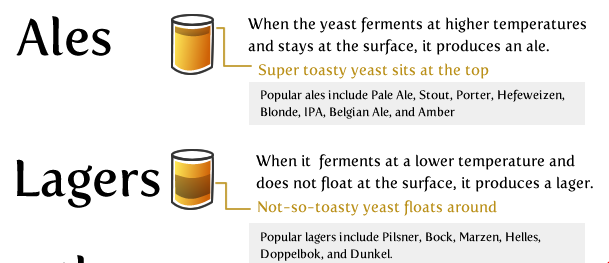 Ales
When the yeast ferments at higher temperatures
and stays at the surface, it produces an ale.
Super toasty yeast sits at the top
Popular ales include Pale Ale, Stout, Porter, Hefeweizen,
Blonde, IPA, Belgian Ale, and Amber
Lagers
When it ferments at a lower temperature and
does not float at the surface, it produces a lager.
Not-so-toasty yeast floats around
Popular lagers include Pilsner, Bock, Marzen, Helles,
Doppelbok, and Dunkel.